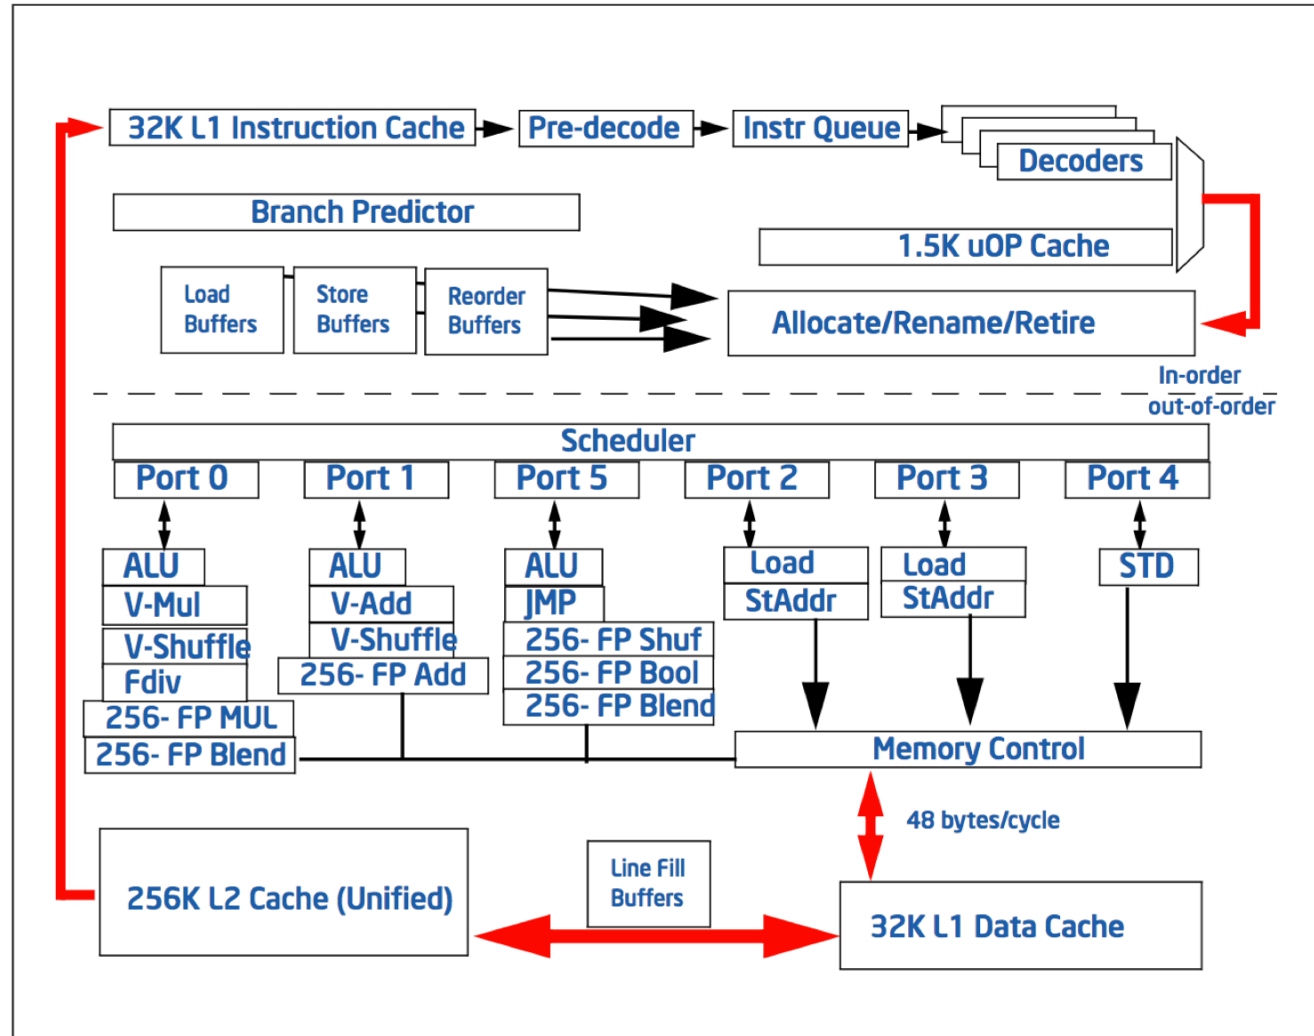 32K L1 Instruction Cache
Pre-decode
Instr Queue
Decoders
Branch Predictor
1.5K uOP Cache
Load
Buffers
Store
Buffers
Reorder
Buffers
Allocate/Rename/Retire
In-order
out-of-order
Scheduler
Port 0
Port 1
Port 5
Port 2
Port 3
Port 4
ALU
V-Mul
V-Shuffle
Fdiv
256- FP MUL
256- FP Blend
ALU
V-Add
V-Shuffle
256- FP Add
ALU
JMP
256- FP Shuf
256- FP Bool
256- FP Blend
Load
StAddr
Load
StAddr
STD
Memory Control
48 bytes/cycle
256K L2 Cache (Unified)
Line Fill
Buffers
32K L1 Data Cache